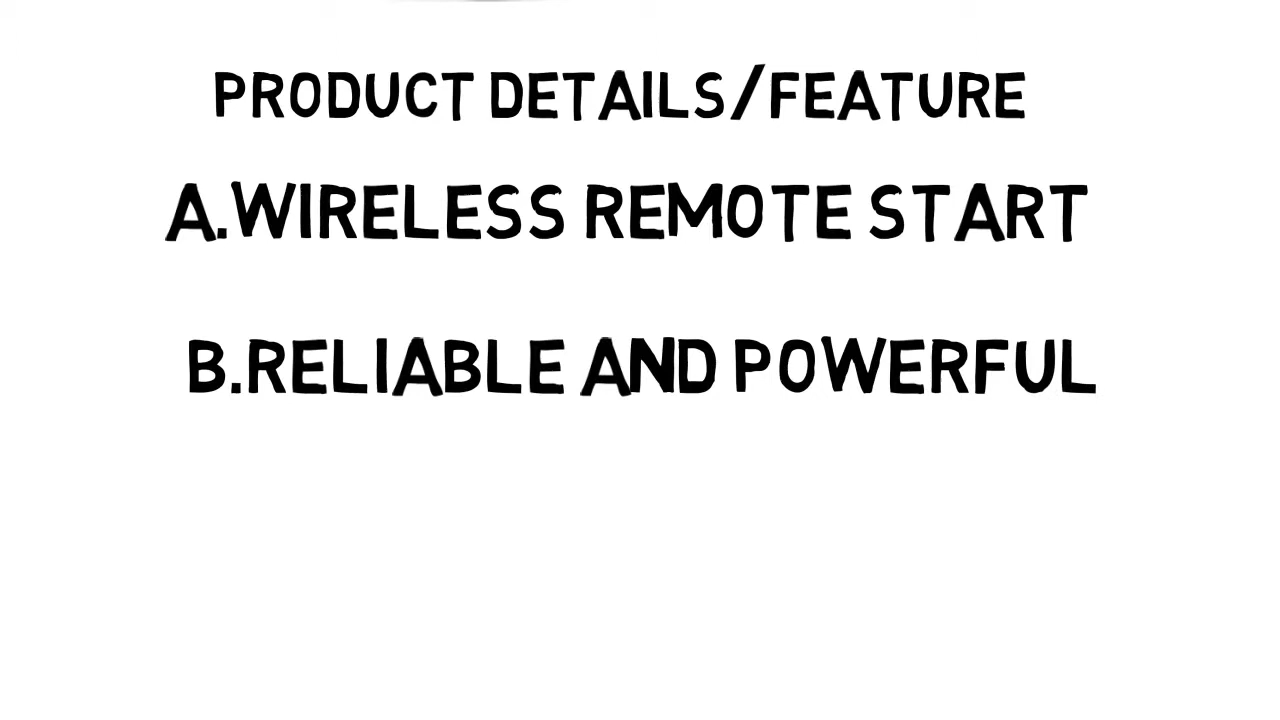 PRODUCT DETAILS/FEATURE
A.WIRELESS REMOTE START
B.RELIABLE AND POWERFUL